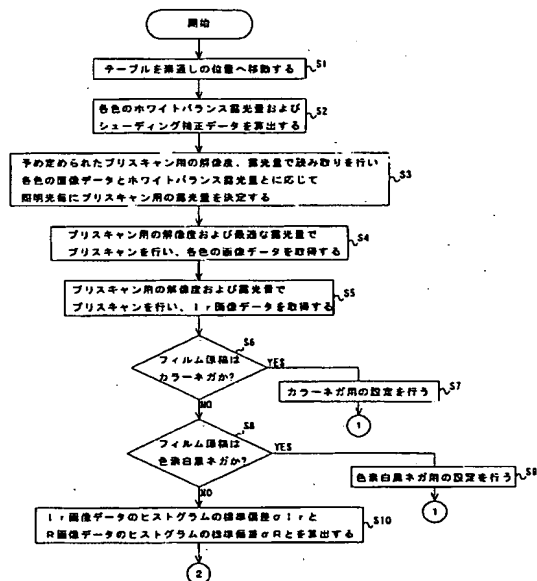 開始
テーブルを素通しの位置へ移動する
S1
各色のホワイトバランス露光量および
シェーディング補正データを算出する
S2
予め定められたプリスキャン用の解像度、露光量で読み取りを行い
各色の画像データとホワイトバランス露光量とに応じて
照明光毎にプリスキャン用の露光量を決定する
S3
プリスキャン用の解像度および最適な露光量で
プリスキャンを行い、各色の画像データを取得する
S4
プリスキャン用の解像度および露光量で
プリスキャンを行い、Ir画像データを取得する
S5
S6
フィルム原稿は
カラーネガか?
YES
カラーネガ用の設定を行う
S7
1
NO
S8
フィルム原稿は
色素白黒ネガか?
YES
色素白黒ネガ用の設定を行う
S9
1
NO
Ir画像データのヒストグラムの標準偏差σIrと
R画像データのヒストグラムの標準偏差σRとを算出する
S10
2